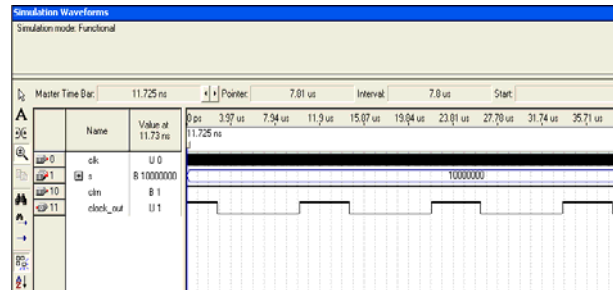 Simulation Waveforms
Simulation mode: Functional
Master Time Bar: 11.725 ns Pointer: 7.81 us Interval: 7.8 us Start:
Name Value at 11.73 ns
0 ps 3.97 us 7.94 us 11.9 us 15.87 us 19.84 us 23.81 us 27.78 us 31.74 us 35.71 us
11.725 ns
0 clk U 0
1 s B 10000000 10000000
10 clrn B 1
11 clock_out U 1